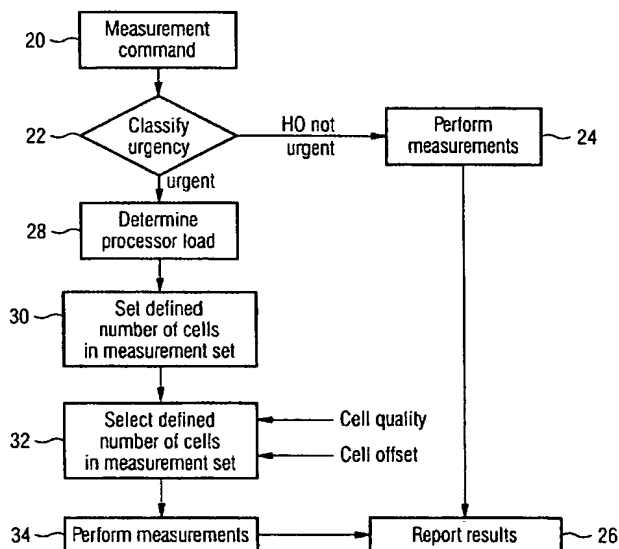 20
Measurement
command
22
Classify
urgency
HO not
urgent
Perform
measurements
24
urgent
28
Determine
processor load
30
Set defined
number of cells
in measurement set
32
Select defined
number of cells
in measurement set
Cell quality
Cell offset
34
Perform measurements
Report results
26